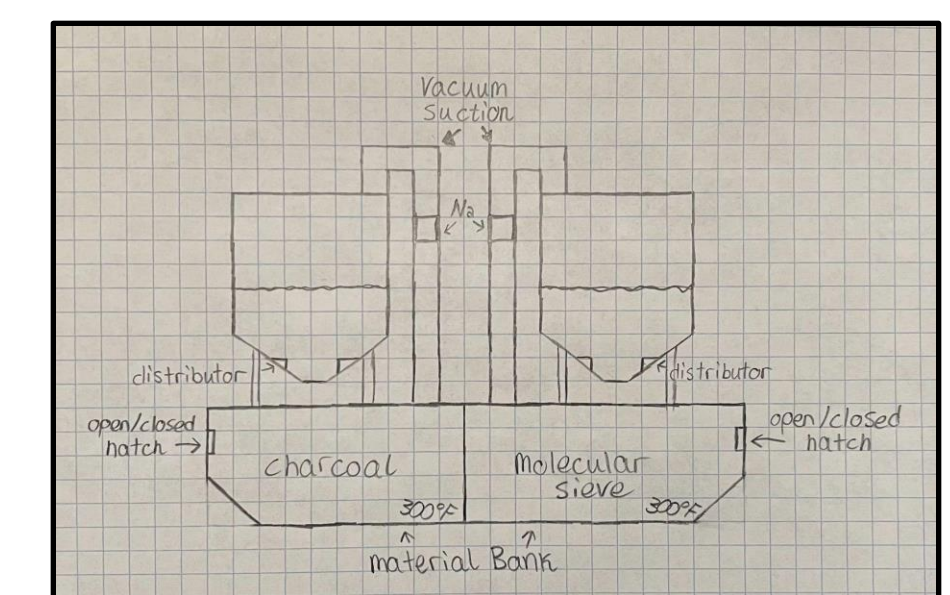 Vacuum
suction
Na
distributor
distributor
open/closed
hatch
open/closed
hatch
charcoal
molecular
sieve
300°F
300°F
material Bank